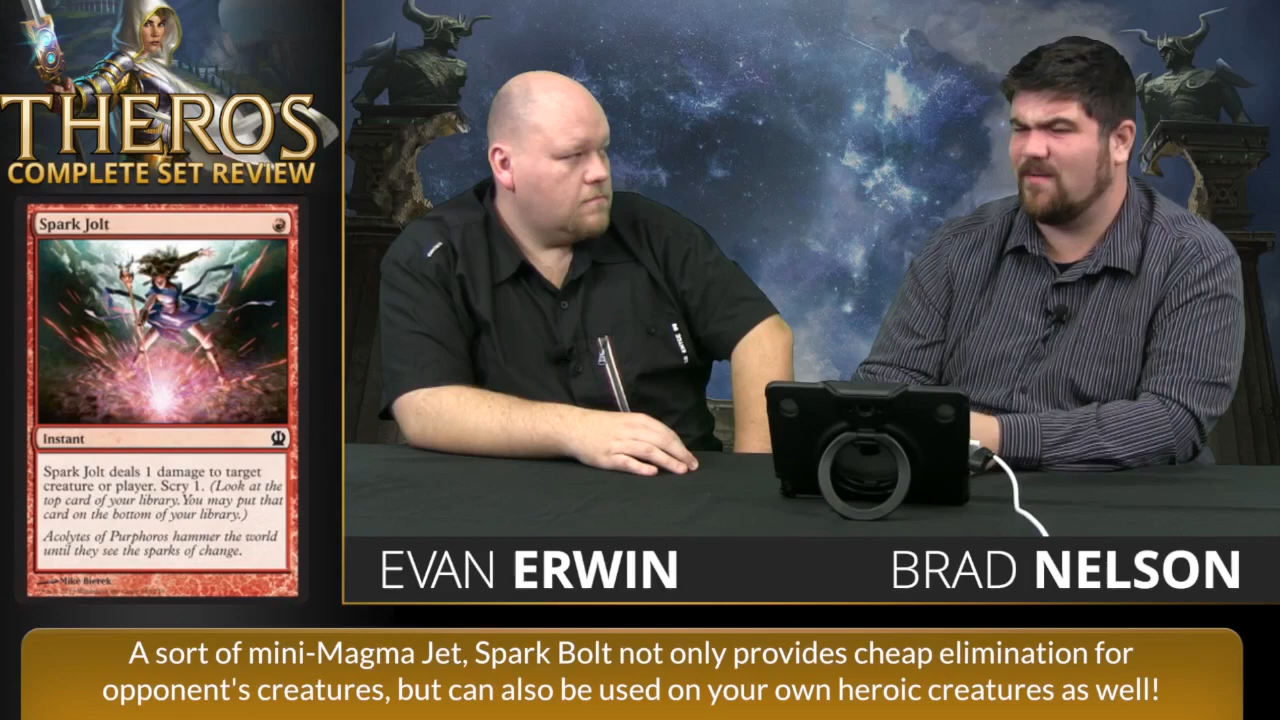 THEROS
COMPLETE SET REVIEW
Spark Jolt
Instant
Spark Jolt deals 1 damage to target
creature or player. Scry 1. (Look at the
top card of your library. You may put that
card on the bottom of your library.)
Acolytes of Purphoros hammer the world
until they see the sparks of change.
Mike Bierek
EVAN ERWIN
BRAD NELSON
A sort of mini-Magma Jet, Spark Bolt not only provides cheap elimination for
opponent's creatures, but can also be used on your own heroic creatures as well!